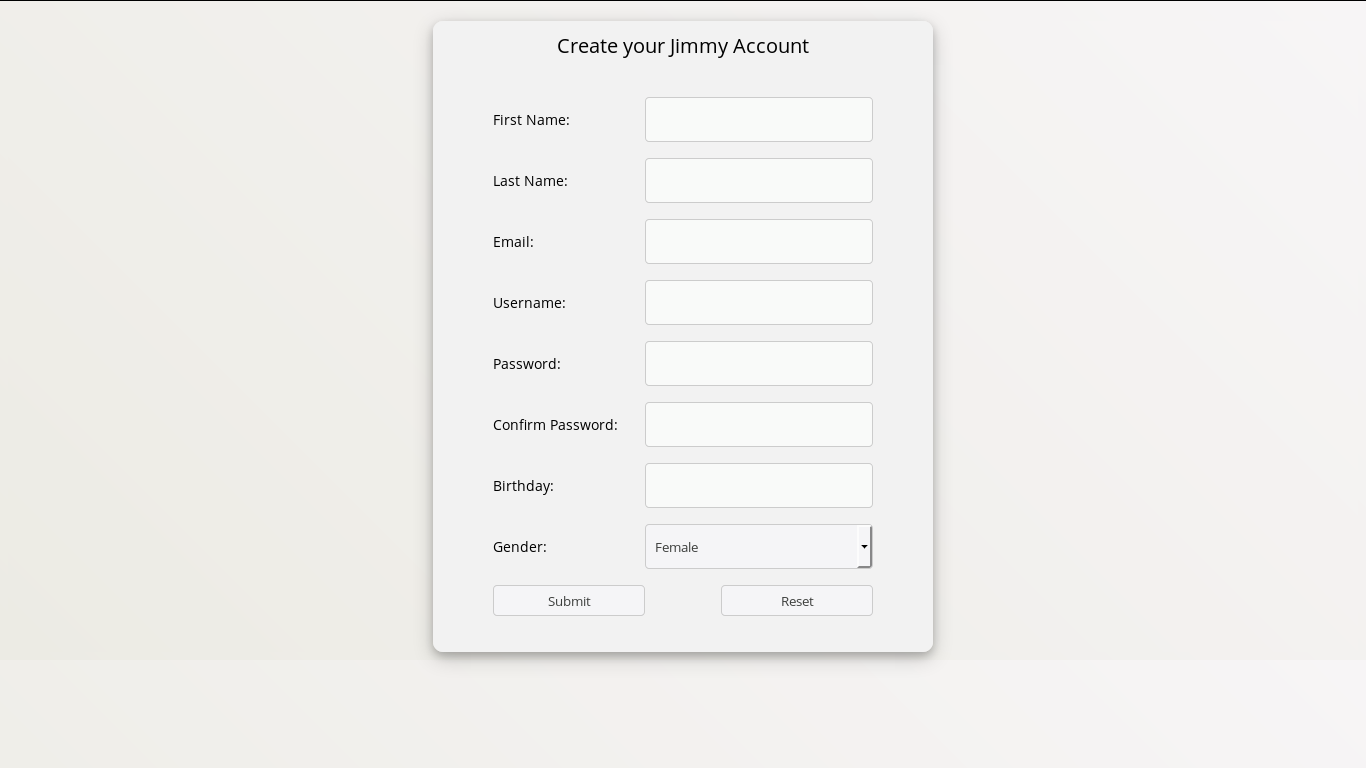 Create your Jimmy Account
First Name:
Last Name:
Email:
Username:
Password:
Confirm Password:
Birthday:
Gender: Female
Submit Reset